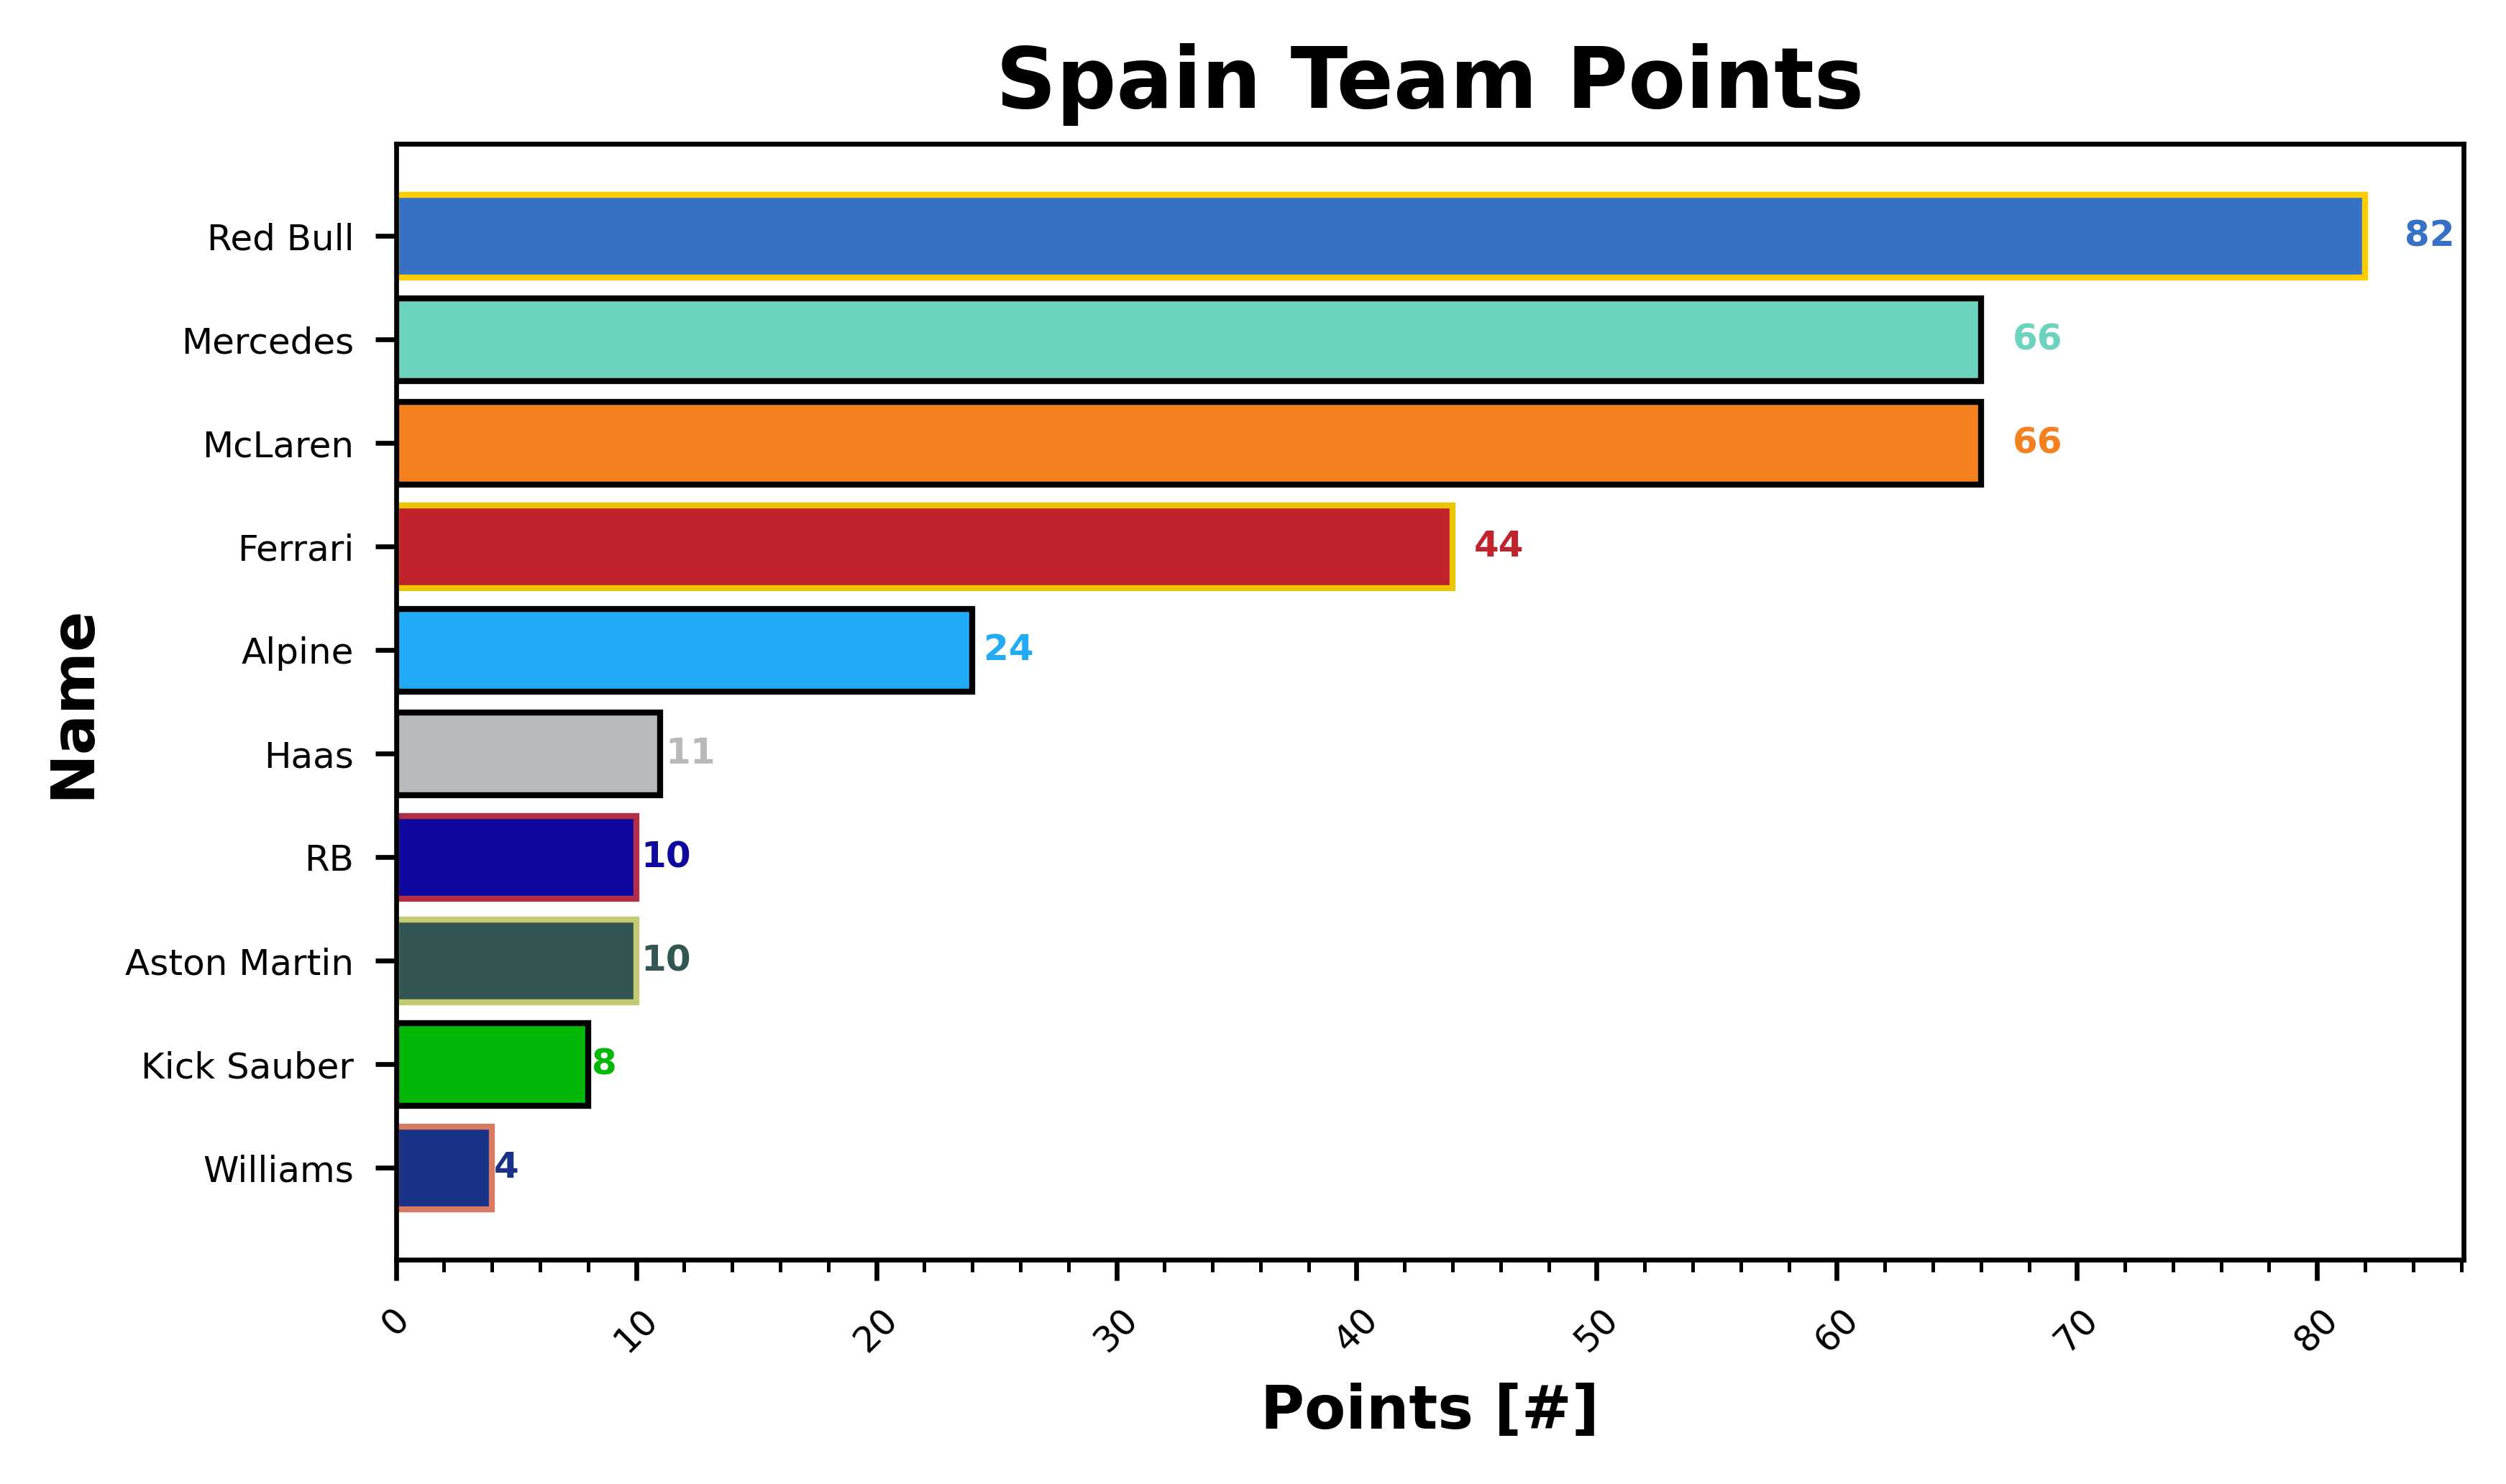 Spain Team Points
Name
Red Bull 82
Mercedes 66
McLaren 66
Ferrari 44
Alpine 24
Haas 11
RB 10
Aston Martin 10
Kick Sauber 8
Williams 4
0 10 20 30 40 50 60 70 80
Points [#]